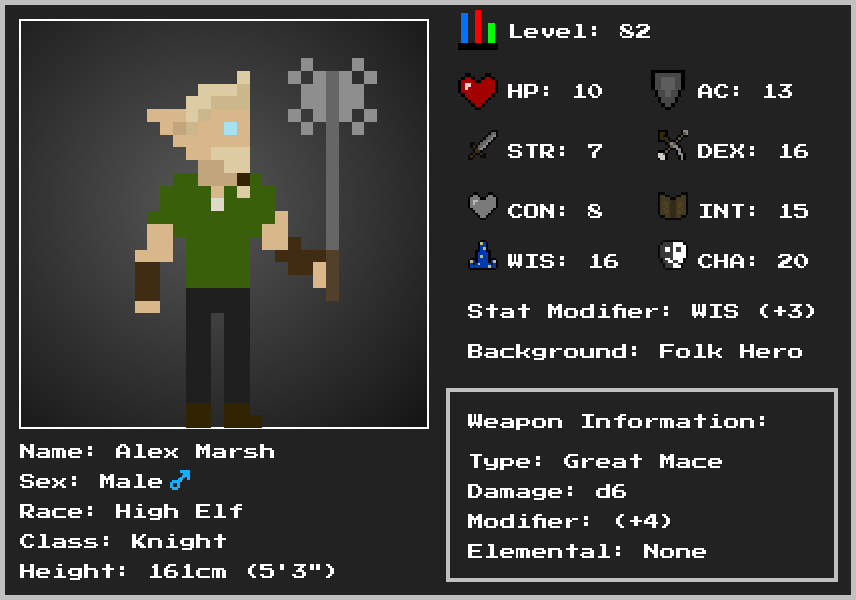 Level: 82
HP: 10
AC: 13
STR: 7
DEX: 16
CON: 8
INT: 15
WIS: 16
CHA: 20
Stat Modifier: WIS (+3)
Background: Folk Hero
Weapon Information:
Type: Great Mace
Damage: d6
Modifier: (+4)
Elemental: None
Name: Alex Marsh
Sex: Male♂
Race: High Elf
Class: Knight
Height: 161cm (5'3")